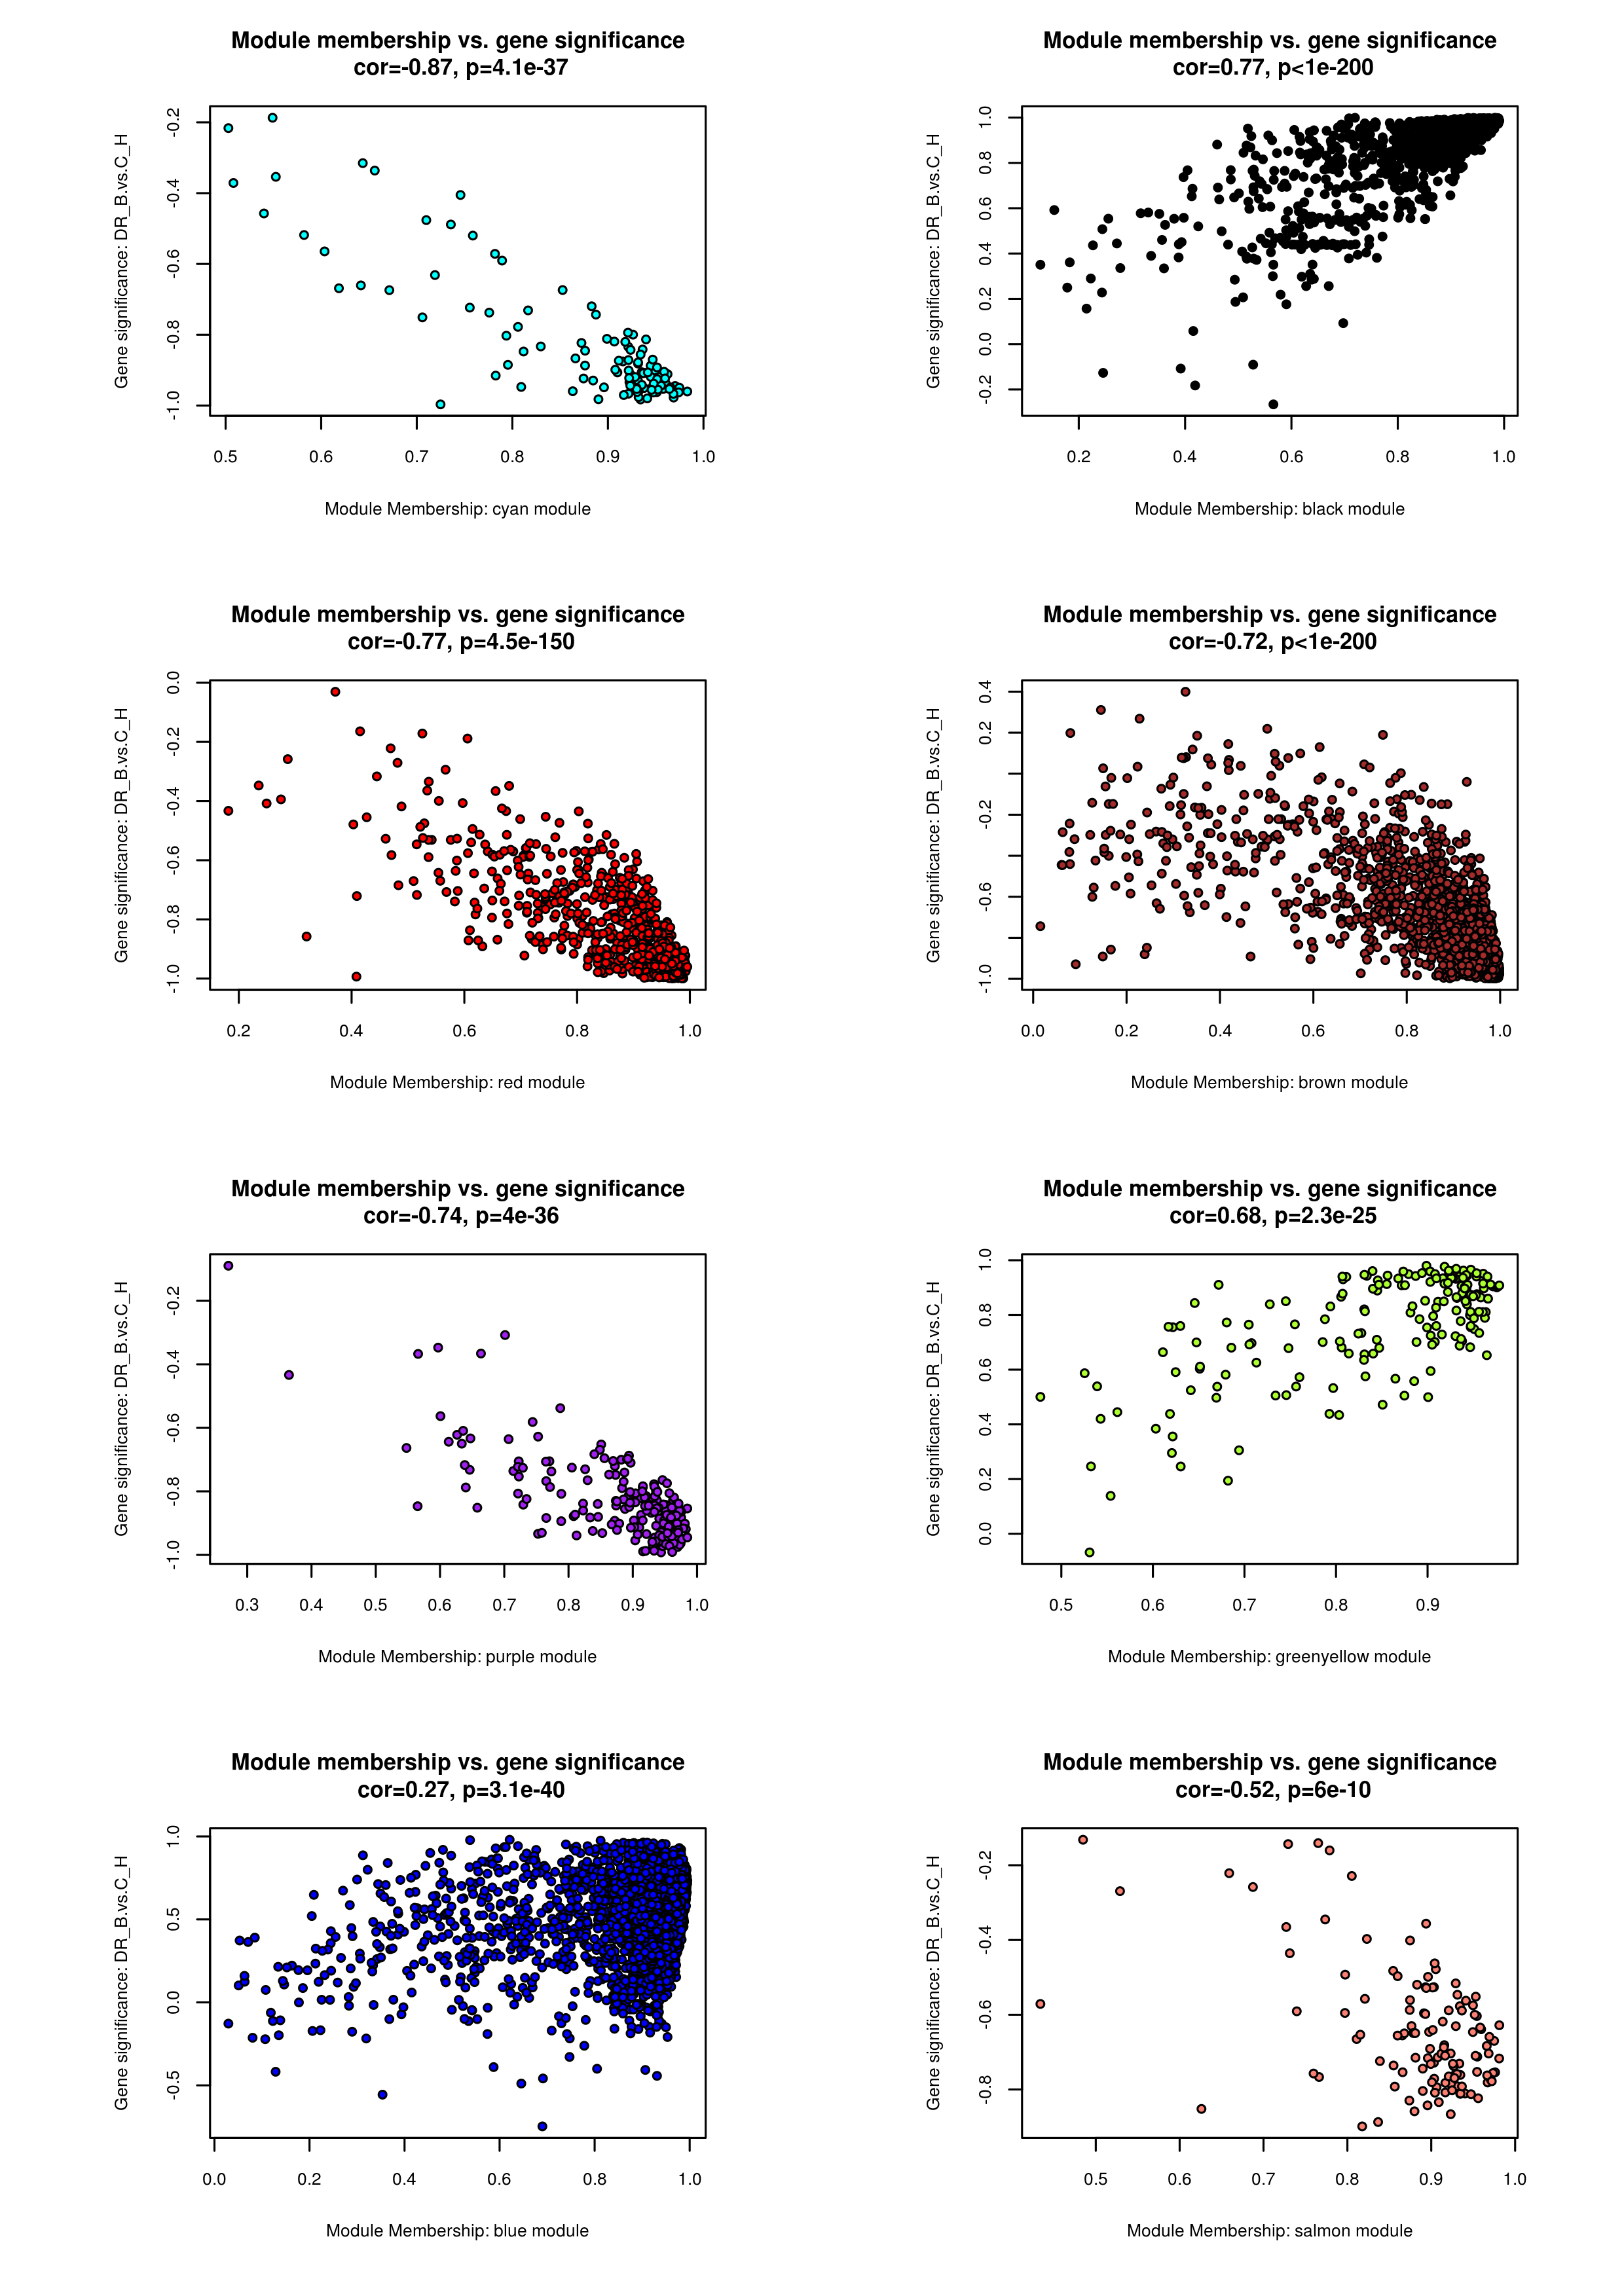 Module membership vs. gene significance
cor=-0.87, p=4.1e-37
Gene significance: DR_B.vs.C_H
-0.2
-0.4
-0.6
-0.8
-1.0
0.5 0.6 0.7 0.8 0.9 1.0
Module Membership: cyan module
Module membership vs. gene significance
cor=0.77, p<1e-200
Gene significance: DR_B.vs.C_H
1.0
0.8
0.6
0.4
0.2
0.0
-0.2
0.2 0.4 0.6 0.8 1.0
Module Membership: black module
Module membership vs. gene significance
cor=-0.77, p=4.5e-150
Gene significance: DR_B.vs.C_H
0.0
-0.2
-0.4
-0.6
-0.8
-1.0
0.2 0.4 0.6 0.8 1.0
Module Membership: red module
Module membership vs. gene significance
cor=-0.72, p<1e-200
Gene significance: DR_B.vs.C_H
0.4
0.2
-0.2
-0.6
-1.0
0.0 0.2 0.4 0.6 0.8 1.0
Module Membership: brown module
Module membership vs. gene significance
cor=-0.74, p=4e-36
Gene significance: DR_B.vs.C_H
-0.2
-0.4
-0.6
-0.8
-1.0
0.3 0.4 0.5 0.6 0.7 0.8 0.9 1.0
Module Membership: purple module
Module membership vs. gene significance
cor=0.68, p=2.3e-25
Gene significance: DR_B.vs.C_H
1.0
0.8
0.6
0.4
0.2
0.0
0.5 0.6 0.7 0.8 0.9
Module Membership: greenyellow module
Module membership vs. gene significance
cor=0.27, p=3.1e-40
Gene significance: DR_B.vs.C_H
1.0
0.5
0.0
-0.5
0.0 0.2 0.4 0.6 0.8 1.0
Module Membership: blue module
Module membership vs. gene significance
cor=-0.52, p=6e-10
Gene significance: DR_B.vs.C_H
-0.2
-0.4
-0.6
-0.8
0.5 0.6 0.7 0.8 0.9 1.0
Module Membership: salmon module